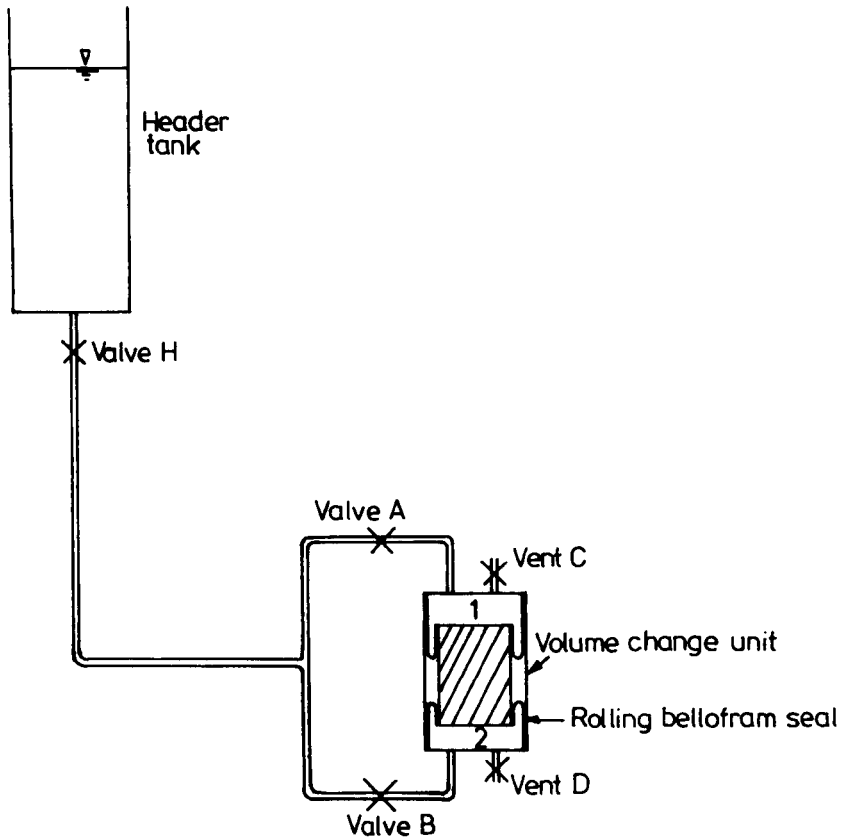 Header
tank
Valve H
Valve A
Vent C
1
Volume change unit
Rolling bellofram seal
2
Vent D
Valve B